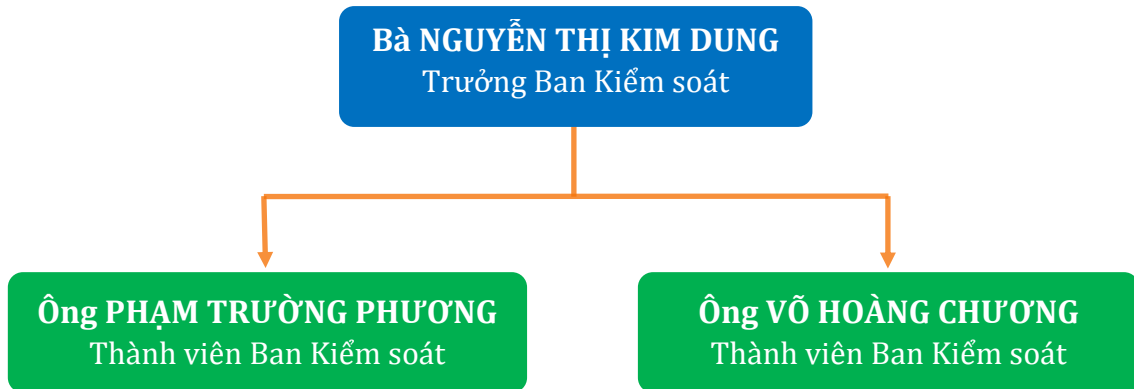 Bà NGUYỄN THỊ KIM DUNG
Trưởng Ban Kiểm soát
Ông PHẠM TRƯỜNG PHƯƠNG
Thành viên Ban Kiểm soát
Ông VÕ HOÀNG CHƯƠNG
Thành viên Ban Kiểm soát